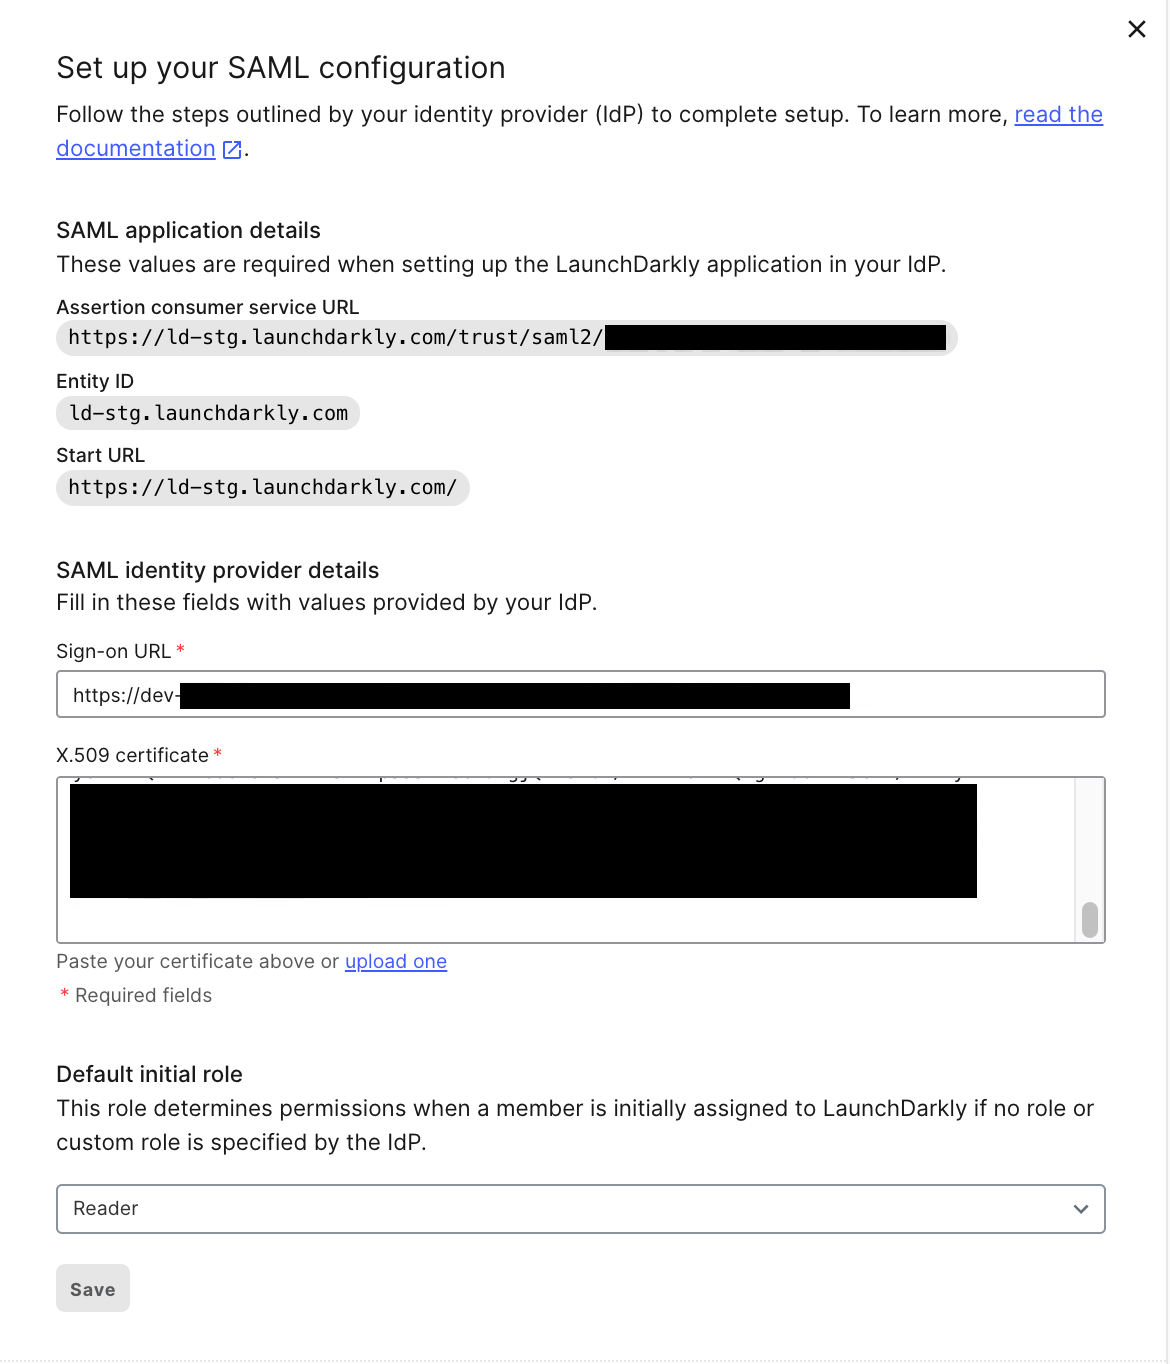 Set up your SAML configuration
Follow the steps outlined by your identity provider (IdP) to complete setup. To learn more, read the
documentation.
SAML application details
These values are required when setting up the LaunchDarkly application in your IdP.
Assertion consumer service URL
https://ld-stg.launchdarkly.com/trust/saml2/
Entity ID
ld-stg.launchdarkly.com
Start URL
https://ld-stg.launchdarkly.com/
SAML identity provider details
Fill in these fields with values provided by your IdP.
Sign-on URL *
https://dev-
X.509 certificate *
Paste your certificate above or upload one
* Required fields
Default initial role
This role determines permissions when a member is initially assigned to LaunchDarkly if no role or
custom role is specified by the IdP.
Reader
Save